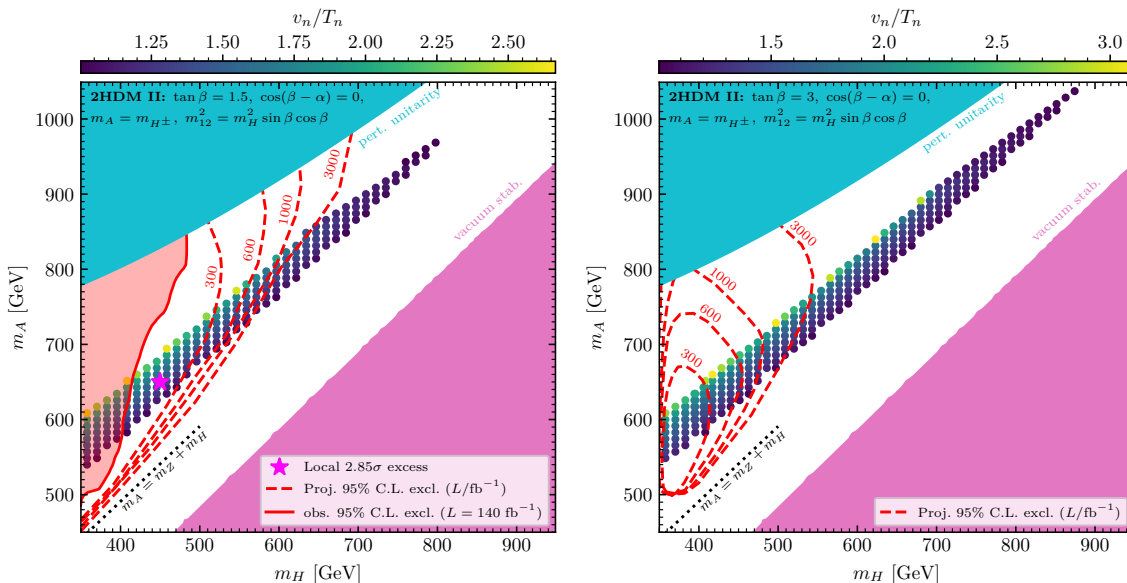 v_n/T_n
1.25 1.50 1.75 2.00 2.25 2.50
2HDM II: tan β = 1.5, cos(β − α) = 0,
m_A = m_{H±}, m_{12}^2 = m_H^2 sin β cos β
pert. unitarity
vacuum stab.
300
600
1000
3000
m_A = m_Z + m_H
Local 2.85σ excess
Proj. 95% C.L. excl. (L/fb⁻¹)
obs. 95% C.L. excl. (L = 140 fb⁻¹)
1000
900
800
700
600
500
m_A [GeV]
400 500 600 700 800 900
m_H [GeV]
v_n/T_n
1.5 2.0 2.5 3.0
2HDM II: tan β = 3, cos(β − α) = 0,
m_A = m_{H±}, m_{12}^2 = m_H^2 sin β cos β
pert. unitarity
vacuum stab.
3000
1000
600
300
m_A = m_Z + m_H
Proj. 95% C.L. excl. (L/fb⁻¹)
1000
900
800
700
600
500
m_A [GeV]
400 500 600 700 800 900
m_H [GeV]